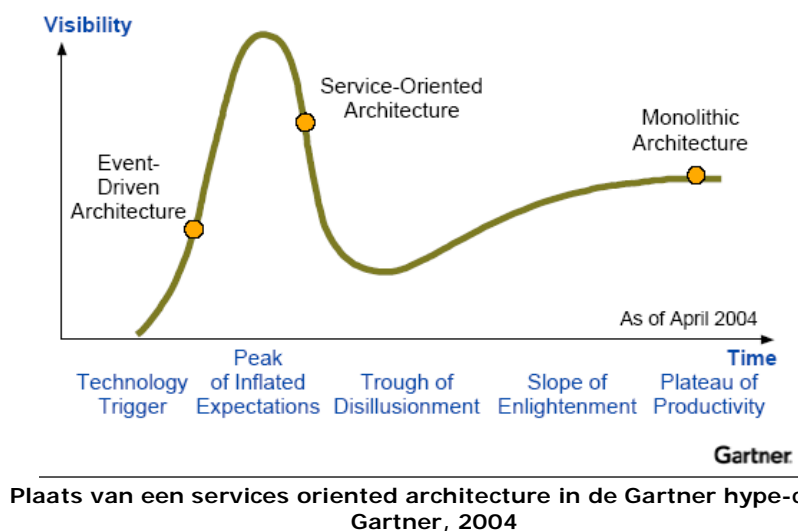 Visibility
Service-Oriented
Architecture
Monolithic
Architecture
Event-
Driven
Architecture
As of April 2004
Time
Technology
Trigger
Peak
of Inflated
Expectations
Trough of
Disillusionment
Slope of
Enlightenment
Plateau of
Productivity
Gartner
Plaats van een services oriented architecture in de Gartner
Gartner, 2004